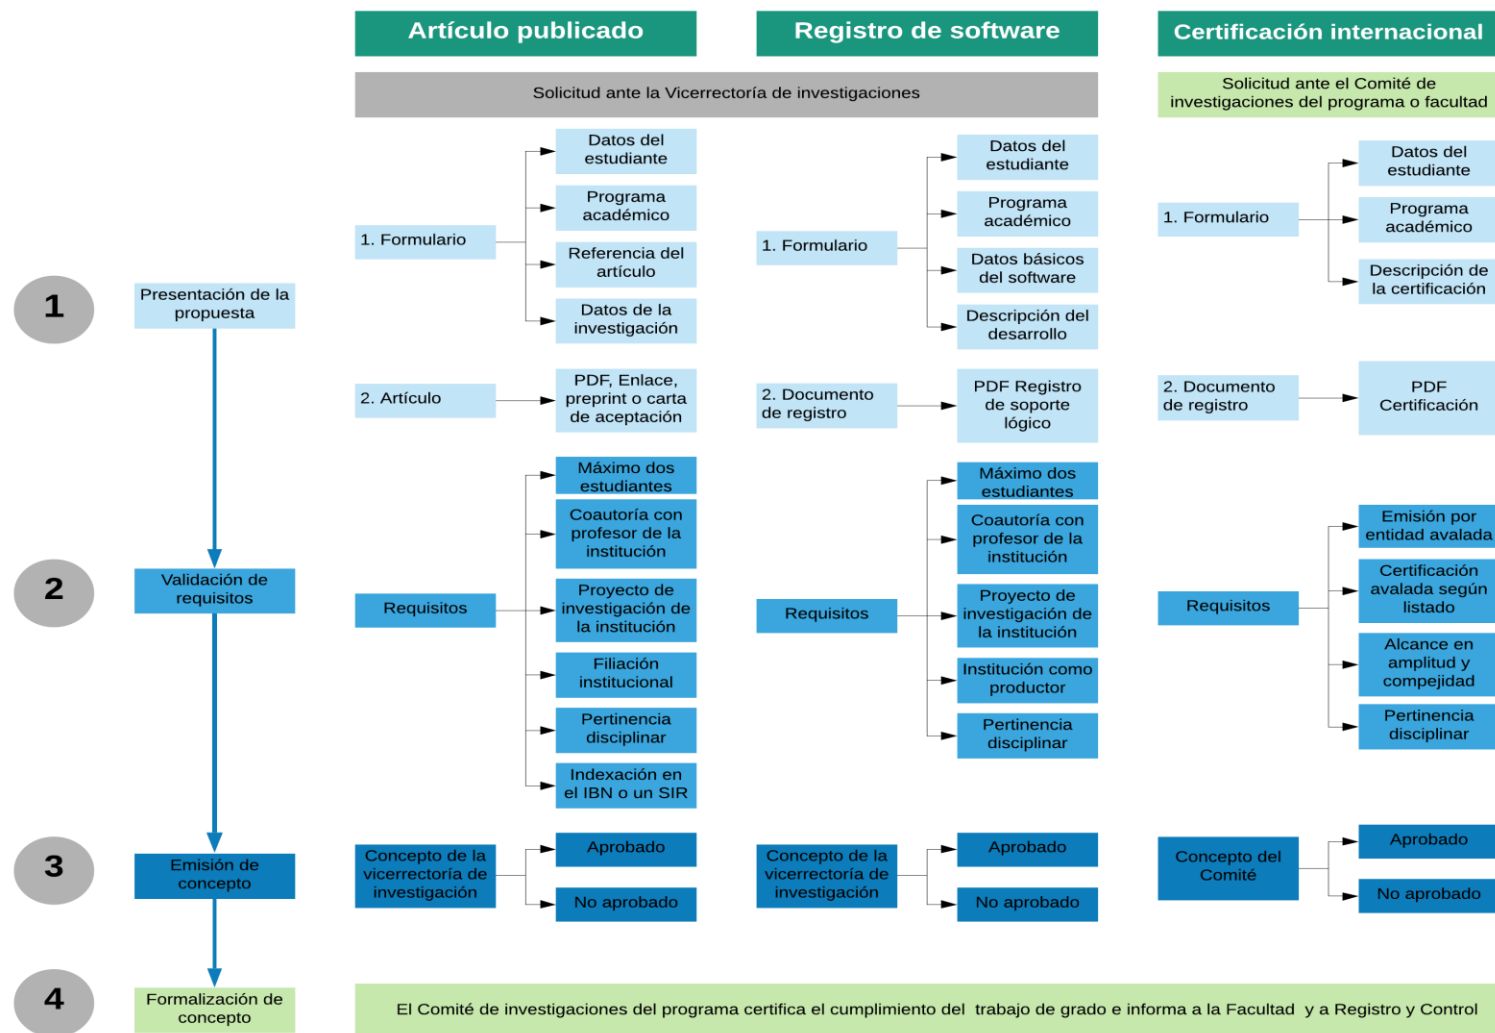 Artículo publicado
Registro de software
Certificación internacional
Solicitud ante la Vicerrectoría de investigaciones
Solicitud ante el Comité de
investigaciones del programa o facultad
1
Presentación de la
propuesta
1. Formulario
Datos del
estudiante
Programa
académico
Referencia del
artículo
Datos de la
investigación
2. Artículo
PDF, Enlace,
preprint o carta
de aceptación
1. Formulario
Datos del
estudiante
Programa
académico
Datos básicos
del software
Descripción del
desarrollo
2. Documento
de registro
PDF Registro
de soporte
lógico
1. Formulario
Datos del
estudiante
Programa
académico
Descripción de
la certificación
2. Documento
de registro
PDF
Certificación
2
Validación de
requisitos
Requisitos
Máximo dos
estudiantes
Coautoría con
profesor de la
institución
Proyecto de
investigación de
la institución
Filiación
institucional
Pertinencia
disciplinar
Indexación en
el IBN o un SIR
Requisitos
Máximo dos
estudiantes
Coautoría con
profesor de la
institución
Proyecto de
investigación de
la institución
Institución como
productor
Pertinencia
disciplinar
Requisitos
Emisión por
entidad avalada
Certificación
avalada según
listado
Alcance en
amplitud y
compejidad
Pertinencia
disciplinar
3
Emisión de
concepto
Concepto de la
vicerrectoría de
investigación
Aprobado
No aprobado
Concepto de la
vicerrectoría de
investigación
Aprobado
No aprobado
Concepto del
Comité
Aprobado
No aprobado
4
Formalización de
concepto
El Comité de investigaciones del programa certifica el cumplimiento del trabajo de grado e informa a la Facultad y a Registro y Control